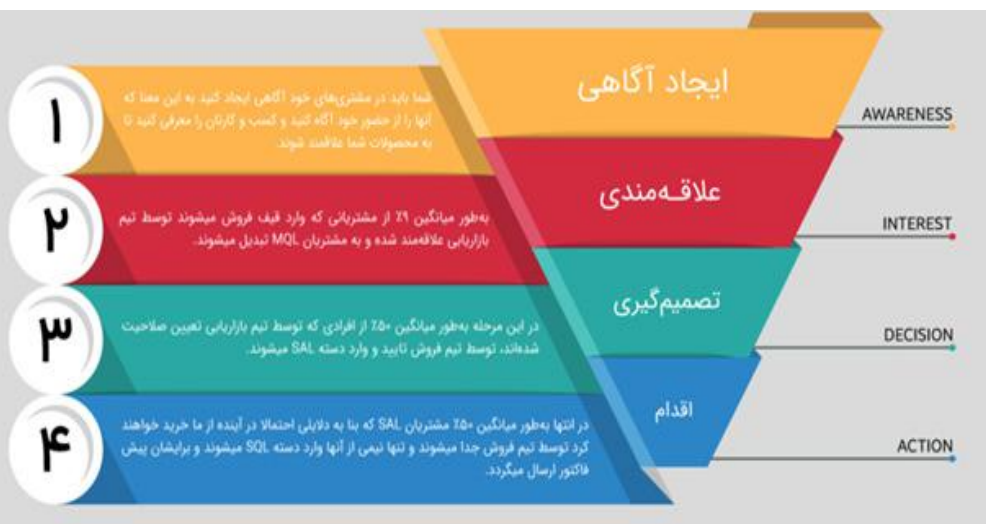 ایجاد آگاهی
AWARENESS
۱
شما باید در مشتری‌های خود آگاهی ایجاد کنید به این معنا که
آنها را از حضور خود آگاه کنید و کسب و کارتان را معرفی کنید تا
به محصولات شما علاقمند شوند.
علاقه‌مندی
INTEREST
۲
به‌طور میانگین ۹٪ از مشتریانی که وارد قیف فروش میشوند توسط تیم
بازاریابی علاقه‌مند شده و به مشتریان MQL تبدیل میشوند.
تصمیم‌گیری
DECISION
۳
در این مرحله به‌طور میانگین ۵۰٪ از افرادی که توسط تیم بازاریابی تعیین صلاحیت
شده‌اند، توسط تیم فروش تایید و وارد دسته SAL میشوند.
اقدام
ACTION
۴
در انتها به‌طور میانگین ۵۰٪ مشتریان SAL که بنا به دلایلی احتمالا در آینده از ما خرید خواهند
کرد توسط تیم فروش جدا میشوند و تنها نیمی از آنها وارد دسته SQL میشوند و برایشان پیش
فاکتور ارسال میگردد.